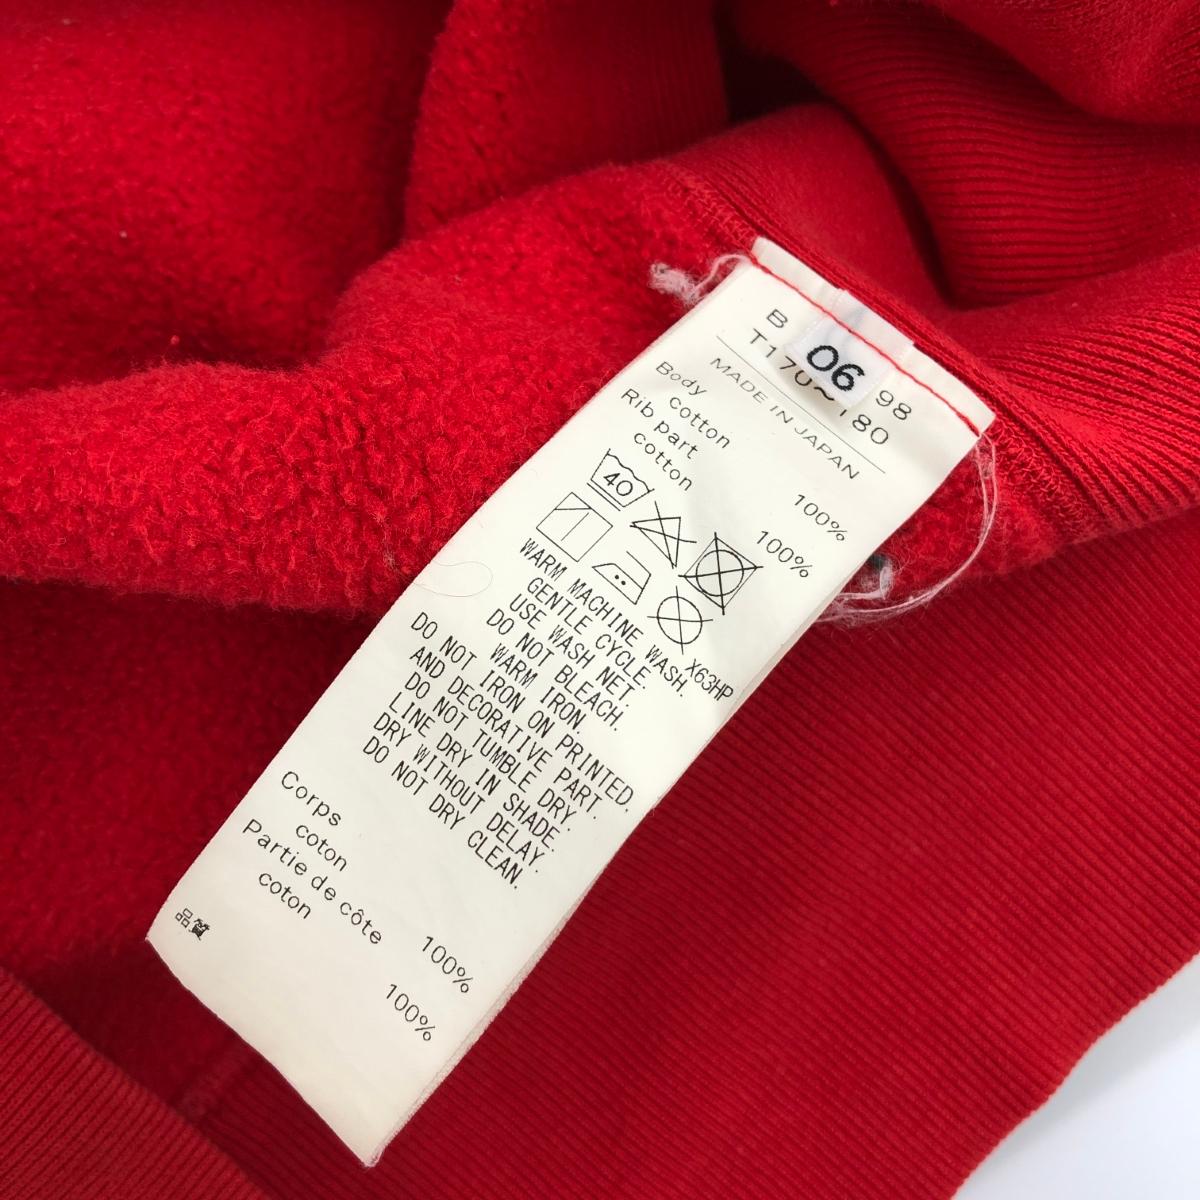 B 98
06
T170~180
MADE IN JAPAN
Body
cotton 100%
Rib part
cotton 100%
40
X63HP
WARM MACHINE WASH.
GENTLE CYCLE.
USE WASH NET.
DO NOT BLEACH.
WARM IRON.
DO NOT IRON ON PRINTED.
AND DECORATIVE PART.
DO NOT TUMBLE DRY.
LINE DRY IN SHADE.
DRY WITHOUT DELAY.
DO NOT DRY CLEAN.
Corps
coton 100%
Partie de côte
coton 100%
品質